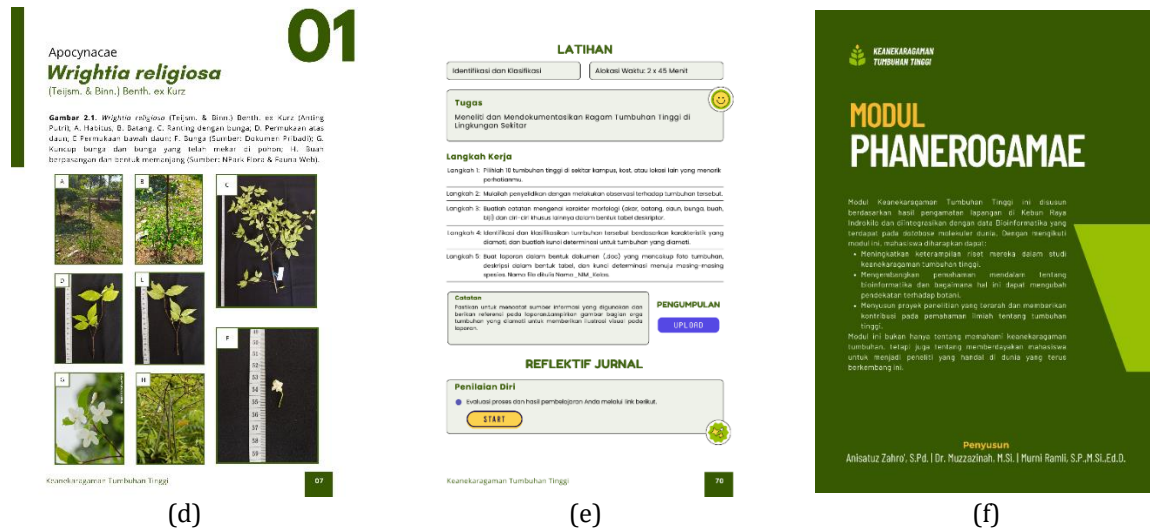 01
Apocynacae
Wrightia religiosa
(Teijsm. & Binn.) Benth. ex Kurz
Gambar 2.1. Wrightia religiosa (Teijsm. & Binn.) Benth. ex Kurz (Anting
Putri); A. Habitus; B. Batang; C. Ranting dengan bunga; D. Permukaan atas
daun; E Permukaan bawah daun; F. Bunga (Sumber: Dokumen Pribadi); G.
Kuncup bunga dan bunga yang telah mekar di pohon; H. Buah
berpasangan dan bentuk memanjang (Sumber: NPark Flora & Fauna Web).
A
B
C
D
E
F
G
H
Keanekaragaman Tumbuhan Tinggi
07
(d)
LATIHAN
Identifikasi dan Klasifikasi
Alokasi Waktu: 2 x 45 Menit
Tugas
Meneliti dan Mendokumentasikan Ragam Tumbuhan Tinggi di
Lingkungan Sekitar
Langkah Kerja
Langkah 1: Pilihlah 10 tumbuhan tinggi di sekitar kampus, kost, atau lokasi lain yang menarik
perhatianmu.
Langkah 2: Mulailah penyelidikan dengan melakukan observasi terhadap tumbuhan tersebut.
Langkah 3: Buatlah catatan mengenai karakter morfologi (akar, batang, daun, bunga, buah,
biji) dan ciri-ciri khusus lainnya dalam bentuk tabel deskriptor.
Langkah 4: Identifikasi dan klasifikasikan tumbuhan tersebut berdasarkan karakteristik yang
diamati, dan buatlah kunci determinasi untuk tumbuhan yang diamati.
Langkah 5: Buat laporan dalam bentuk dokumen (.doc) yang mencakup foto tumbuhan,
deskripsi dalam bentuk tabel, dan kunci determinasi menuju masing-masing
spesies. Nama file ditulis Nama_NIM_Kelas.
Catatan
Pastikan untuk mencatat sumber informasi yang digunakan dan
berikan referensi pada laporan.Lampirkan gambar bagian orga
tumbuhan yang diamati untuk memberikan ilustrasi visual pada
laporan.
PENGUMPULAN
UPLOAD
REFLEKTIF JURNAL
Penilaian Diri
Evaluasi proses dan hasil pembelajaran Anda melalui link berikut.
START
Keanekaragaman Tumbuhan Tinggi
70
(e)
KEANEKARAGAMAN
TUMBUHAN TINGGI
MODUL
PHANEROGAMAE
Modul Keanekaragaman Tumbuhan Tinggi ini disusun
berdasarkan hasil pengamatan lapangan di Kebun Raya
Indrokilo dan diintegrasikan dengan data Bioinformatika yang
terdapat pada database molekuler dunia. Dengan mengikuti
modul ini, mahasiswa diharapkan dapat:
• Meningkatkan keterampilan riset mereka dalam studi
keanekaragaman tumbuhan tinggi.
• Mengembangkan pemahaman mendalam tentang
bioinformatika dan bagaimana hal ini dapat mengubah
pendekatan terhadap botani.
• Menyusun proyek penelitian yang terarah dan memberikan
kontribusi pada pemahaman ilmiah tentang tumbuhan
tinggi.
Modul ini bukan hanya tentang memahami keanekaragaman
tumbuhan, tetapi juga tentang memberdayakan mahasiswa
untuk menjadi peneliti yang handal di dunia yang terus
berkembang ini.
Penyusun
Anisatuz Zahro', S.Pd. | Dr. Muzzazinah, M.Si. | Murni Ramli, S.P.,M.Si.,Ed.D.
(f)